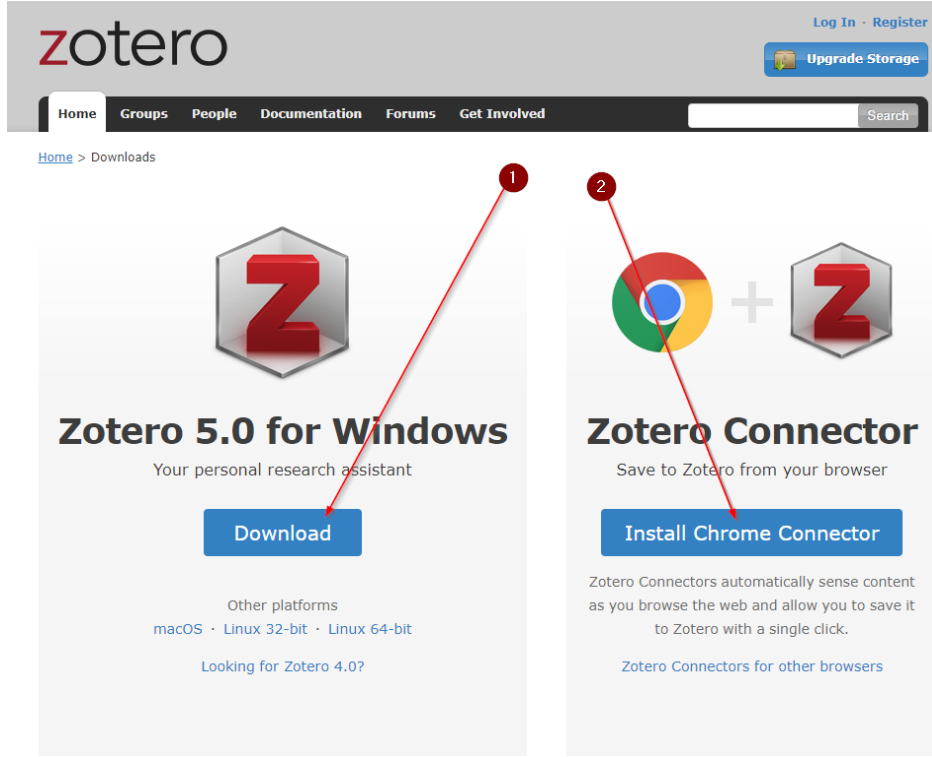 zotero
Log In · Register
Upgrade Storage
Home Groups People Documentation Forums Get Involved
Search
Home > Downloads
1
2
Z
Z
Zotero 5.0 for Windows
Your personal research assistant
Download
Other platforms
macOS · Linux 32-bit · Linux 64-bit
Looking for Zotero 4.0?
+
Zotero Connector
Save to Zotero from your browser
Install Chrome Connector
Zotero Connectors automatically sense content
as you browse the web and allow you to save it
to Zotero with a single click.
Zotero Connectors for other browsers